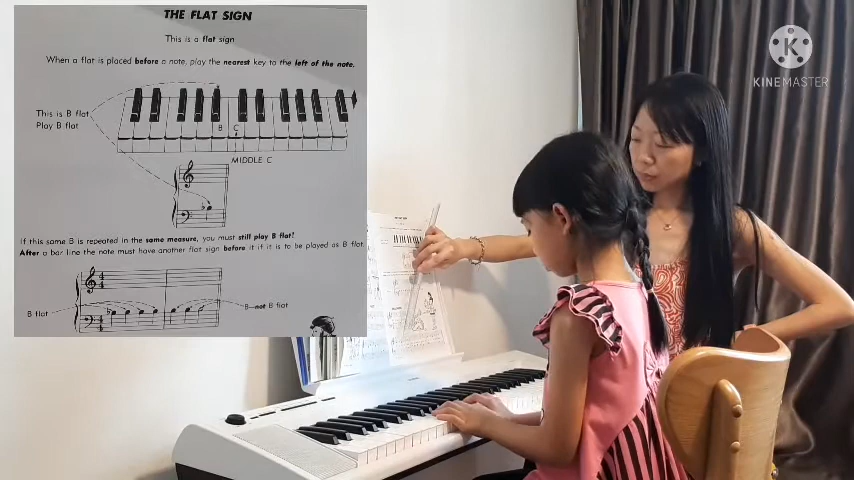 THE FLAT SIGN
This is a flat sign
When a flat is placed before a note, play the nearest key to the left of the note.
This is B flat
Play B flat
B C
MIDDLE C
If this same B is repeated in the same measure, you must still play B flat!
After a bar line the note must have another flat sign before it if it is to be played as B flat.
B flat
B not B flat
KINEMASTER